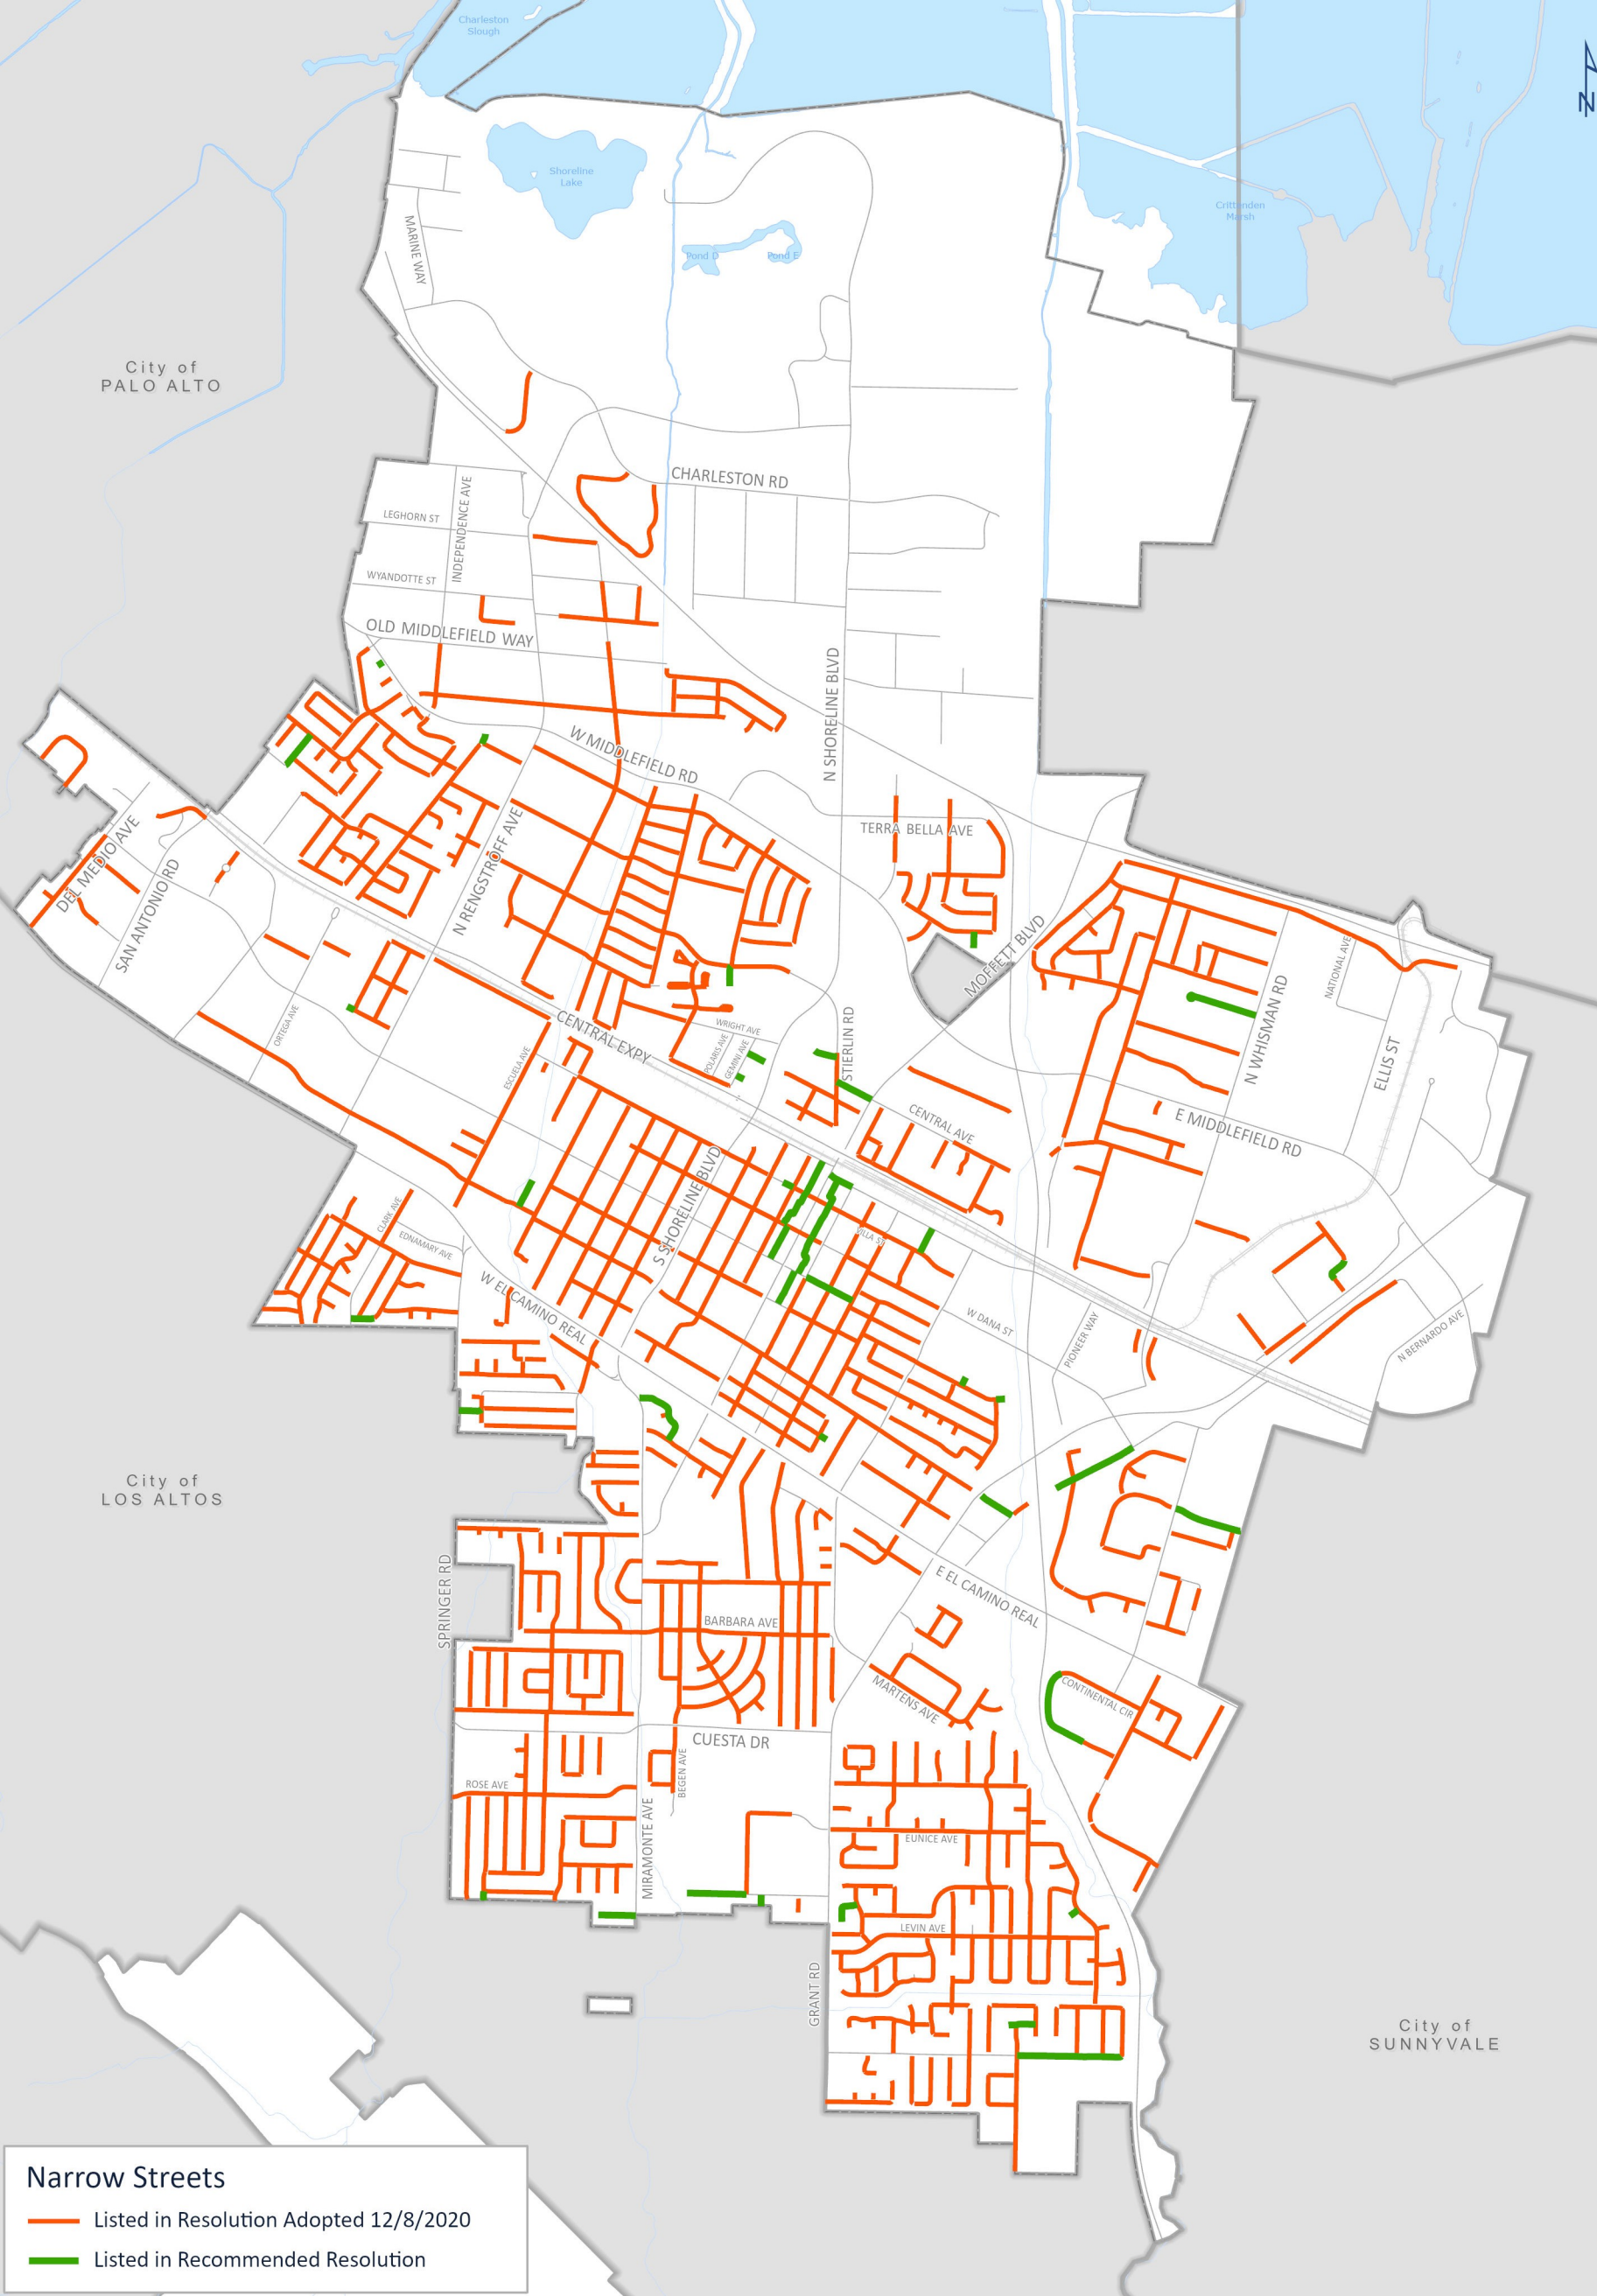 Charleston
Slough
N
Shoreline
Lake
Crittenden
Marsh
MARINE WAY
Pond D
Pond E
City of
PALO ALTO
CHARLESTON RD
INDEPENDENCE AVE
LEGHORN ST
WYANDOTTE ST
OLD MIDDLEFIELD WAY
N SHORELINE BLVD
W MIDDLEFIELD RD
TERRA BELLA AVE
DEL MEDIO AVE
SAN ANTONIO RD
N RENGSTROFF AVE
MOFFETT BLVD
NATIONAL AVE
N WHISMAN RD
ORTEGA AVE
CENTRAL EXPY
WRIGHT AVE
STIERLIN RD
POLARIS AVE
GEMINI AVE
ESCUELA AVE
ELLIS ST
CENTRAL AVE
E MIDDLEFIELD RD
S SHORELINE BLVD
CLARK AVE
EDNAMARY AVE
VILLA ST
W EL CAMINO REAL
W DANA ST
PIONEER WAY
N BERNARDO AVE
City of
LOS ALTOS
SPRINGER RD
E EL CAMINO REAL
BARBARA AVE
MARTENS AVE
CONTINENTAL CIR
CUESTA DR
BEGEN AVE
ROSE AVE
MIRAMONTE AVE
EUNICE AVE
LEVIN AVE
GRANT RD
City of
SUNNYVALE
Narrow Streets
Listed in Resolution Adopted 12/8/2020
Listed in Recommended Resolution